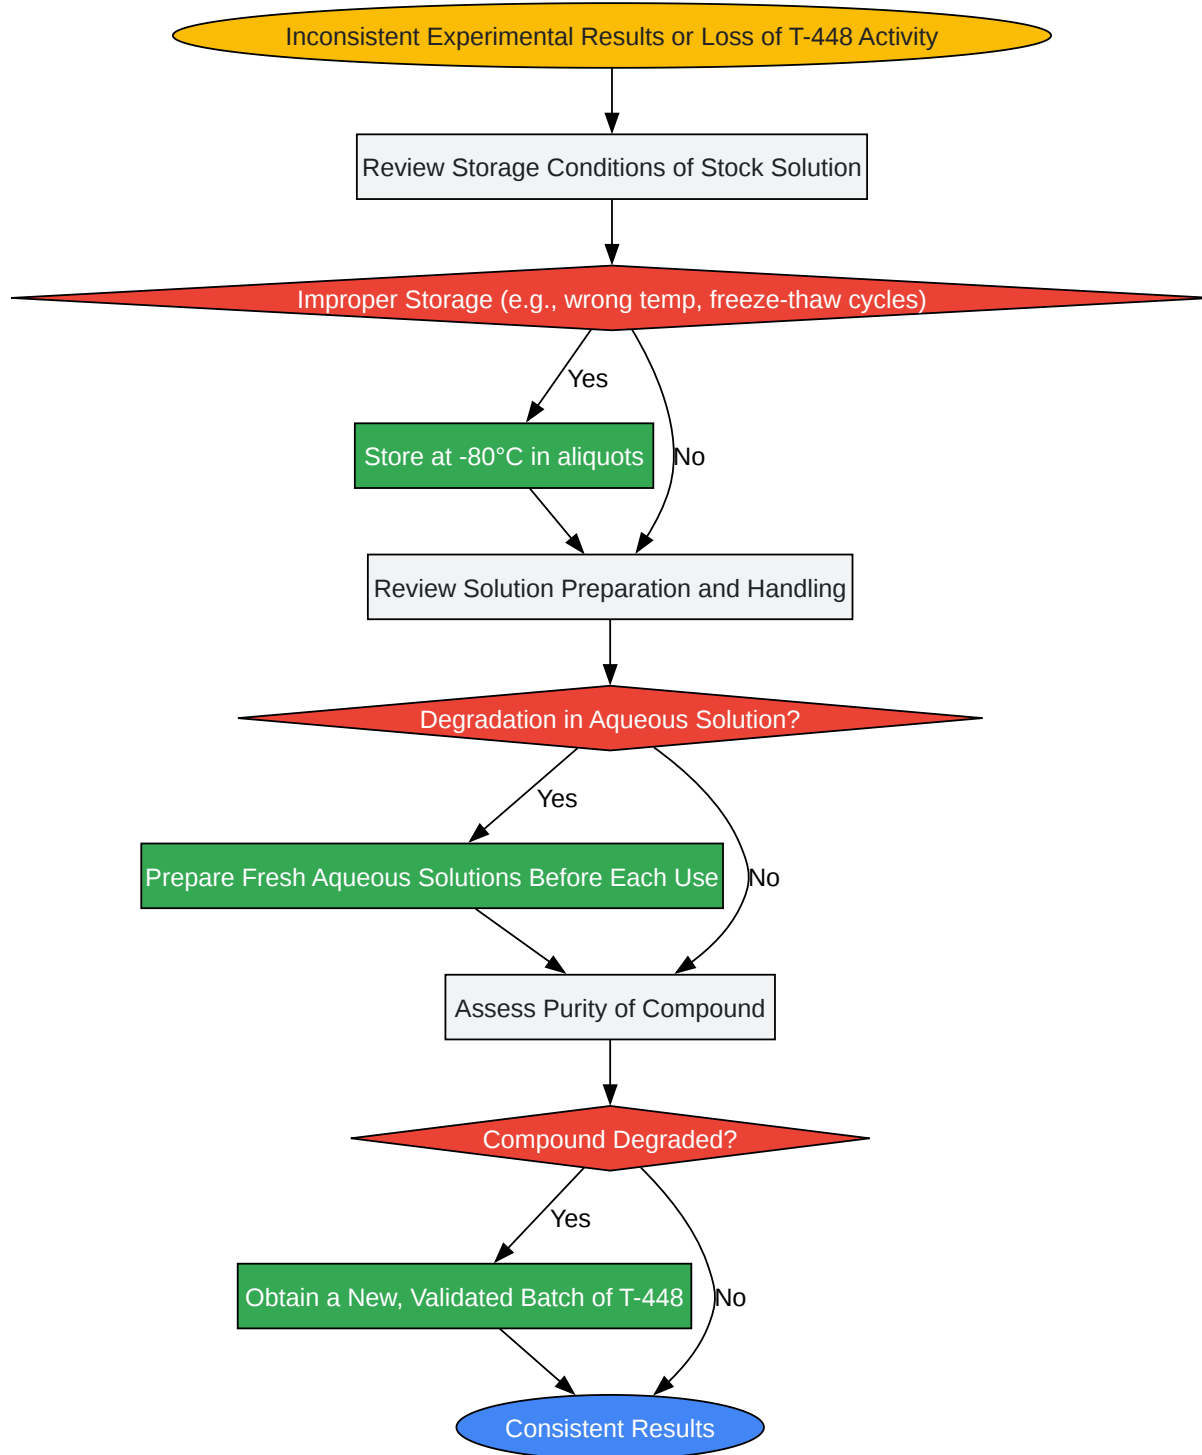 Inconsistent Experimental Results or Loss of T-448 Activity
Review Storage Conditions of Stock Solution
Improper Storage (e.g., wrong temp, freeze-thaw cycles)
Yes
Store at -80°C in aliquots
No
Review Solution Preparation and Handling
Degradation in Aqueous Solution?
Yes
Prepare Fresh Aqueous Solutions Before Each Use
No
Assess Purity of Compound
Compound Degraded?
Yes
Obtain a New, Validated Batch of T-448
No
Consistent Results